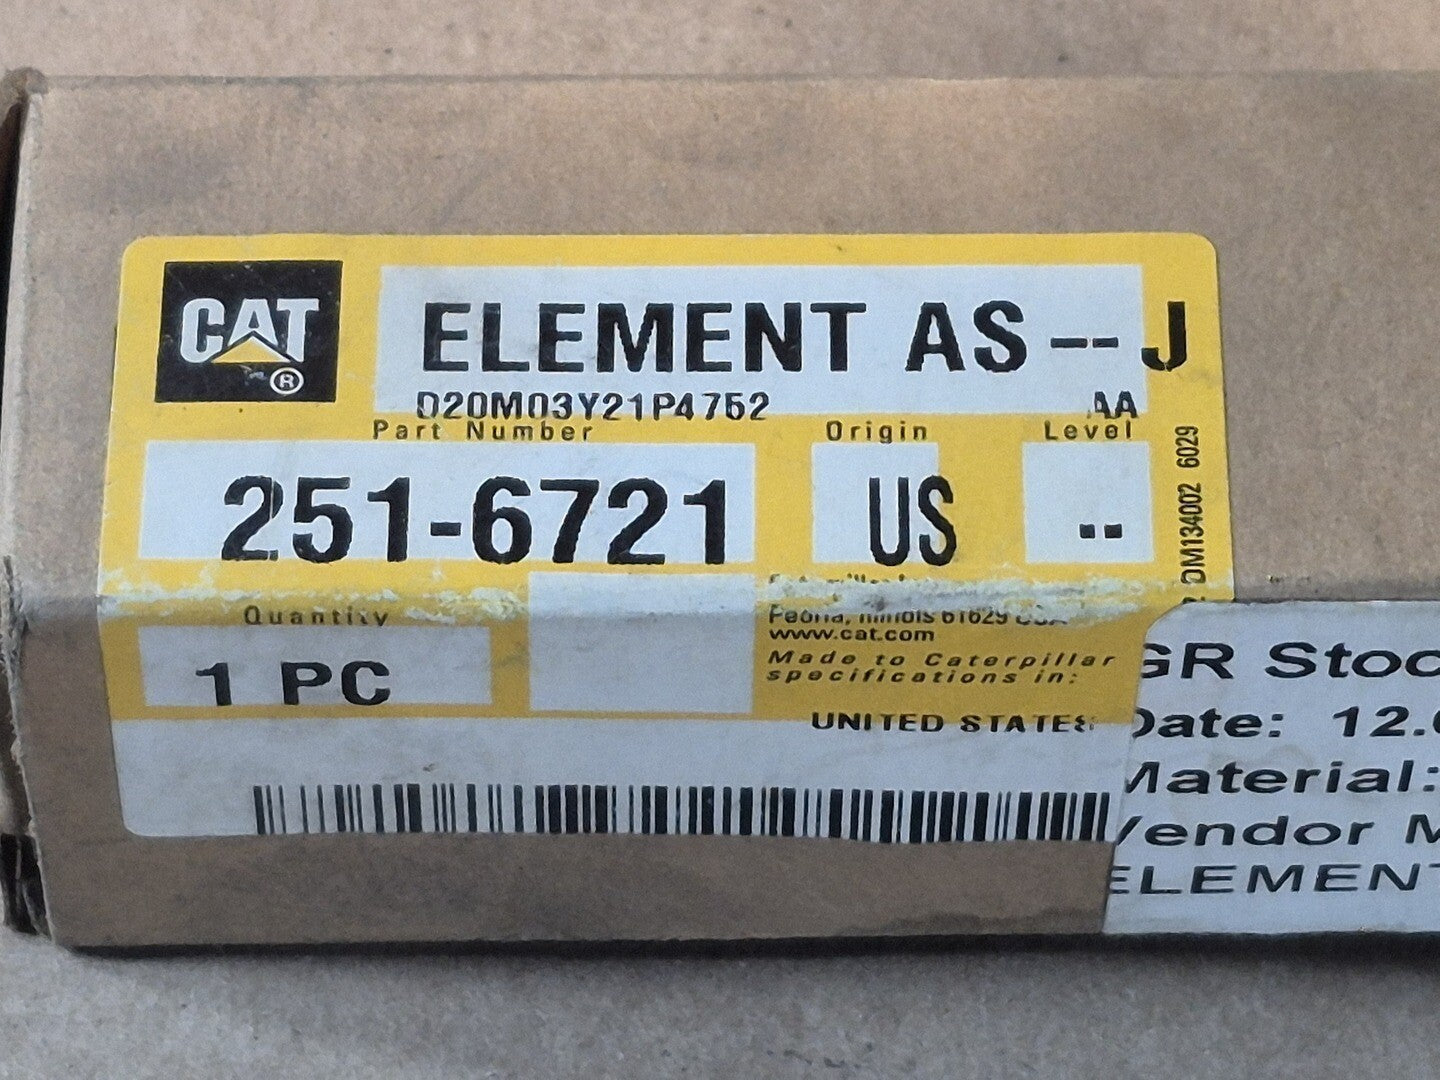 CAT ®
ELEMENT AS -- J
D20M03Y21P4752 AA
Part Number Origin Level
251-6721 US --
DM134002 6029
Quantity
1 PC
Peoria, Illinois 61629 USA
www.cat.com
Made to Caterpillar
specifications in:
UNITED STATES
GR Stoc
Date: 12.
Material:
Vendor M
ELEMENT